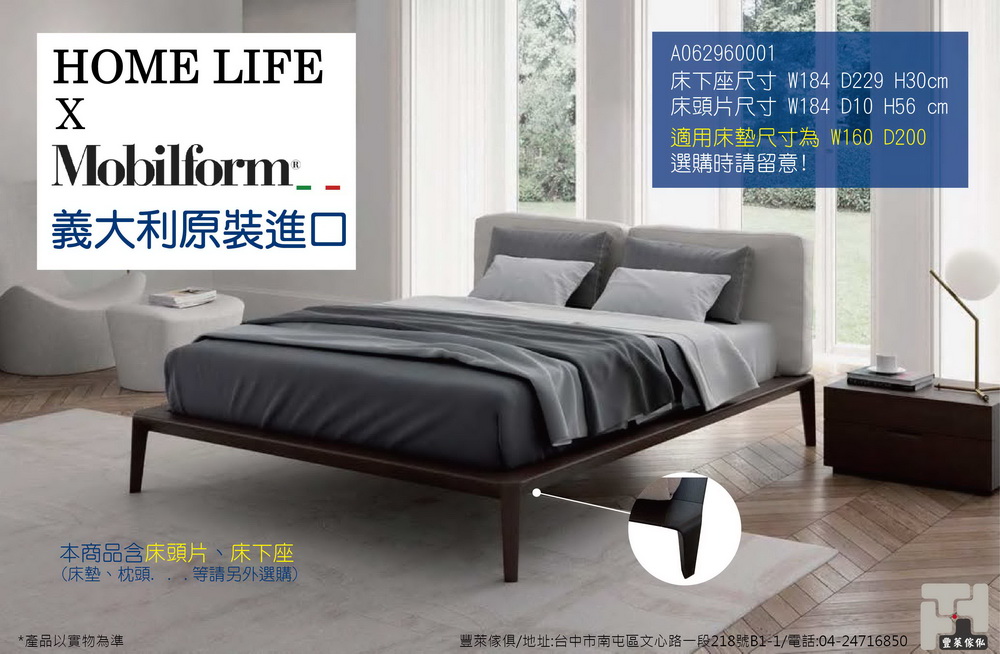 HOME LIFE
X
Mobilform®
義大利原裝進口
A062960001
床下座尺寸 W184 D229 H30cm
床頭片尺寸 W184 D10 H56 cm
適用床墊尺寸為 W160 D200
選購時請留意!
本商品含床頭片、床下座
(床墊、枕頭...等請另外選購)
*產品以實物為準
豐萊傢俱/地址:台中市南屯區文心路一段218號B1-1/電話:04-24716850
豐萊傢俬